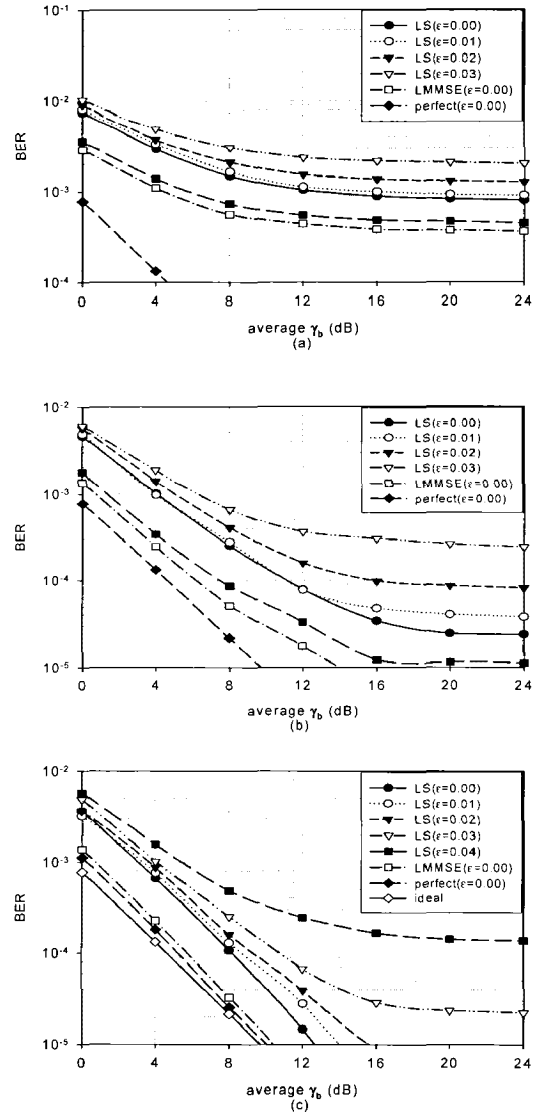 10⁻¹
LS(ε=0.00)
LS(ε=0.01)
LS(ε=0.02)
LS(ε=0.03)
LMMSE(ε=0.00)
perfect(ε=0.00)
10⁻²
BER
10⁻³
10⁻⁴
0 4 8 12 16 20 24
average γb (dB)
(a)
10⁻²
LS(ε=0.00)
LS(ε=0.01)
LS(ε=0.02)
LS(ε=0.03)
LMMSE(ε=0.00)
perfect(ε=0.00)
10⁻³
BER
10⁻⁴
10⁻⁵
0 4 8 12 16 20 24
average γb (dB)
(b)
10⁻²
LS(ε=0.00)
LS(ε=0.01)
LS(ε=0.02)
LS(ε=0.03)
LS(ε=0.04)
LMMSE(ε=0.00)
perfect(ε=0.00)
ideal
10⁻³
BER
10⁻⁴
10⁻⁵
0 4 8 12 16 20 24
average γb (dB)
(c)